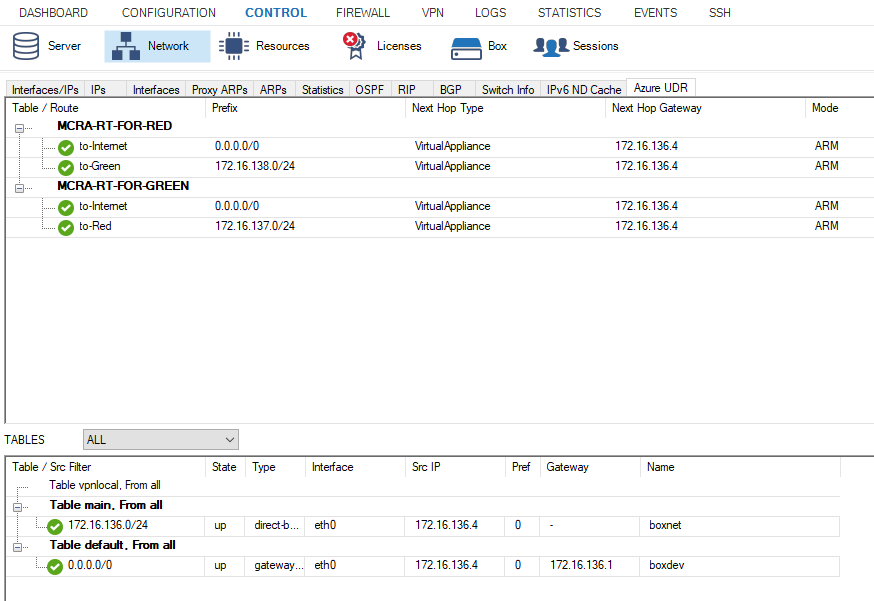 DASHBOARD CONFIGURATION CONTROL FIREWALL VPN LOGS STATISTICS EVENTS SSH
Server Network Resources Licenses Box Sessions
Interfaces/IPs IPs Interfaces Proxy ARPs ARPs Statistics OSPF RIP BGP Switch Info IPv6 ND Cache Azure UDR
Table / Route Prefix Next Hop Type Next Hop Gateway Mode
MCRA-RT-FOR-RED
to-Internet 0.0.0.0/0 VirtualAppliance 172.16.136.4 ARM
to-Green 172.16.138.0/24 VirtualAppliance 172.16.136.4 ARM
MCRA-RT-FOR-GREEN
to-Internet 0.0.0.0/0 VirtualAppliance 172.16.136.4 ARM
to-Red 172.16.137.0/24 VirtualAppliance 172.16.136.4 ARM
TABLES ALL
Table / Src Filter State Type Interface Src IP Pref Gateway Name
Table vpnlocal, From all
Table main, From all
172.16.136.0/24 up direct-b... eth0 172.16.136.4 0 - boxnet
Table default, From all
0.0.0.0/0 up gateway... eth0 172.16.136.4 0 172.16.136.1 boxdev